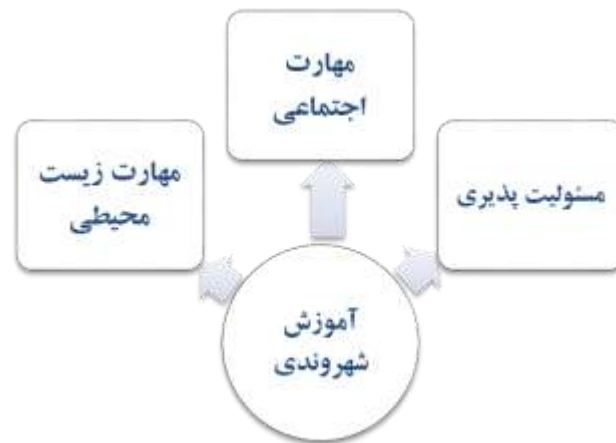 مهارت
اجتماعی
مسئولیت پذیری
مهارت زیست
محیطی
آموزش
شهروندی